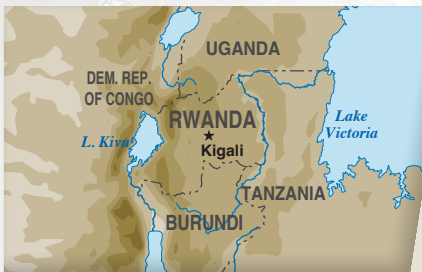 UGANDA
DEM. REP.
OF CONGO
RWANDA
Lake
Victoria
L. Kivu
Kigali
TANZANIA
BURUNDI